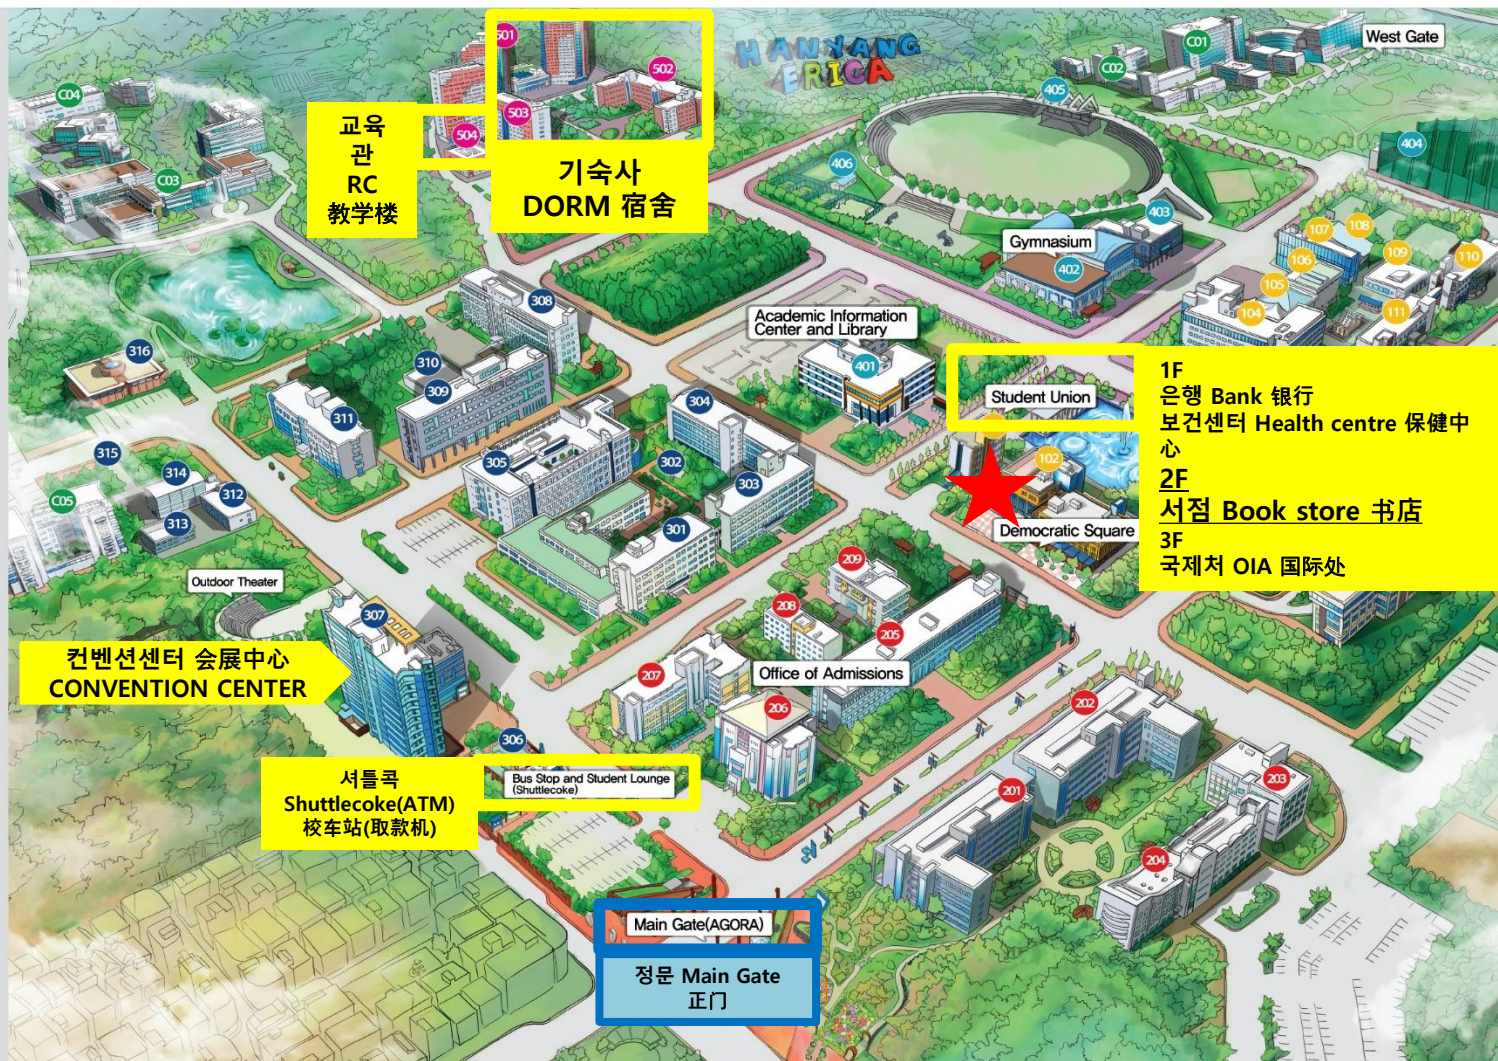 HANYANG
ERICA
West Gate
C01
C02
C04
C03
501
502
503
504
교육
관
RC
教学楼
기숙사
DORM 宿舍
405
406
404
403
Gymnasium
402
107
108
106
109
110
105
104
111
308
Academic Information
Center and Library
401
316
310
309
311
304
305
302
303
301
315
314
312
313
C05
Student Union
102
Democratic Square
1F
은행 Bank 银行
보건센터 Health centre 保健中
心
2F
서점 Book store 书店
3F
국제처 OIA 国际处
Outdoor Theater
307
컨벤션센터 会展中心
CONVENTION CENTER
209
208
205
207
Office of Admissions
206
202
203
201
204
306
Bus Stop and Student Lounge
(Shuttlecoke)
셔틀콕
Shuttlecoke(ATM)
校车站(取款机)
Main Gate(AGORA)
정문 Main Gate
正门